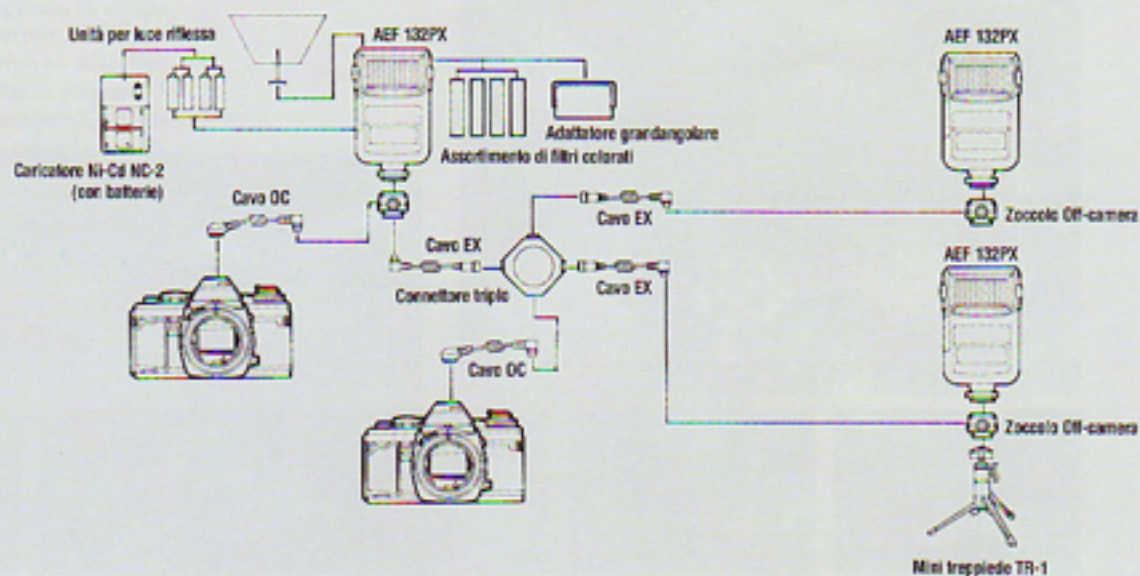 Unità per luce riflessa
AEF 132PX
AEF 132PX
Adattatore grandangolare
Assortimento di filtri colorati
Caricatore Ni-Cd NC-2
(con batterie)
Cavo OC
Cavo EX
Zoccolo Off-camera
Cavo EX
AEF 132PX
Connettore triplo
Cavo EX
Cavo OC
Zoccolo Off-camera
Mini treppiede TR-1